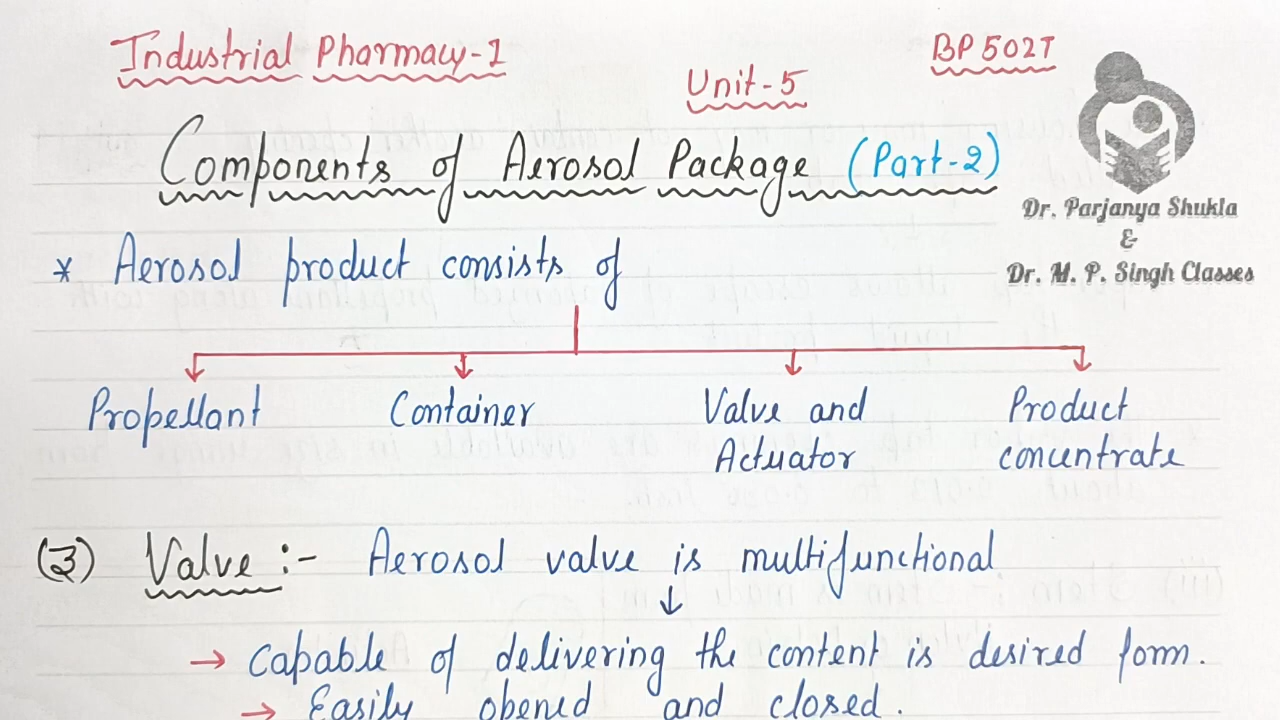 Industrial Pharmacy-1
BP 502T
Unit-5
Components of Aerosol Package (Part-2)
Dr. Parjanya Shukla
&
Dr. M. P. Singh Classes
* Aerosol product consists of
Propellant Container Valve and Actuator Product concentrate
(3) Valve :- Aerosol valve is multifunctional
→ Capable of delivering the content is desired form.
→ Easily opened and closed.